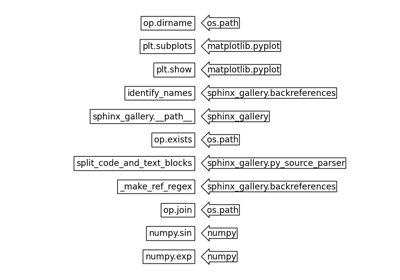 op.dirname os.path
plt.subplots matplotlib.pyplot
plt.show matplotlib.pyplot
identify_names sphinx_gallery.backreferences
sphinx_gallery.__path__ sphinx_gallery
op.exists os.path
split_code_and_text_blocks sphinx_gallery.py_source_parser
_make_ref_regex sphinx_gallery.backreferences
op.join os.path
numpy.sin numpy
numpy.exp numpy